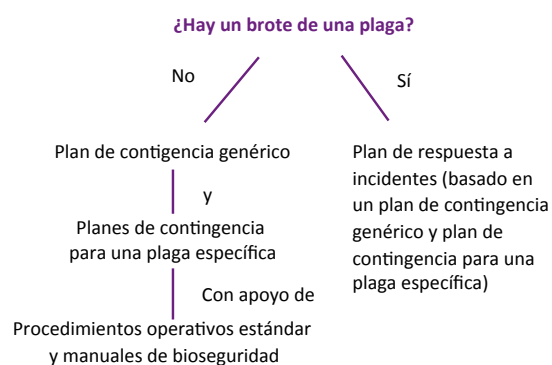 ¿Hay un brote de una plaga?
No
Sí
Plan de contigencia genérico
y
Planes de contingencia
para una plaga específica
Con apoyo de
Procedimientos operativos estándar
y manuales de bioseguridad
Plan de respuesta a
incidentes (basado en
un plan de contingencia
genérico y plan de
contingencia para una
plaga específica)